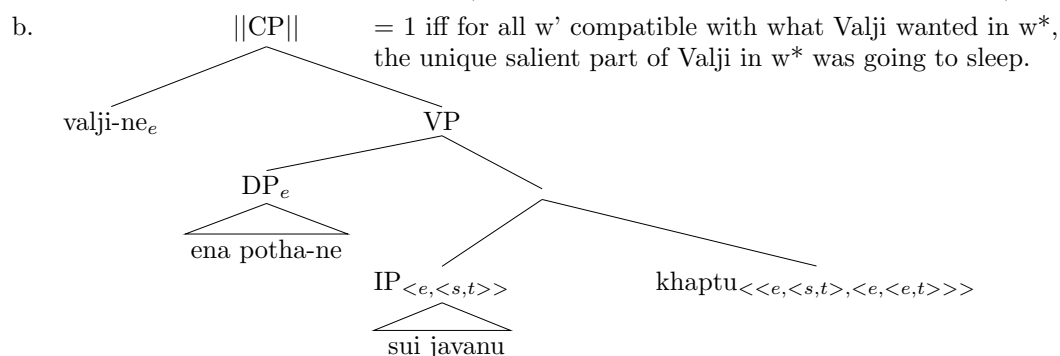 b. ||CP|| = 1 iff for all w’ compatible with what Valji wanted in w*,
the unique salient part of Valji in w* was going to sleep.
valji-ne_e VP
DP_e
ena potha-ne
IP_<e,<s,t>> khaptu_<<e,<s,t>,<e,<e,t>>>
sui javanu